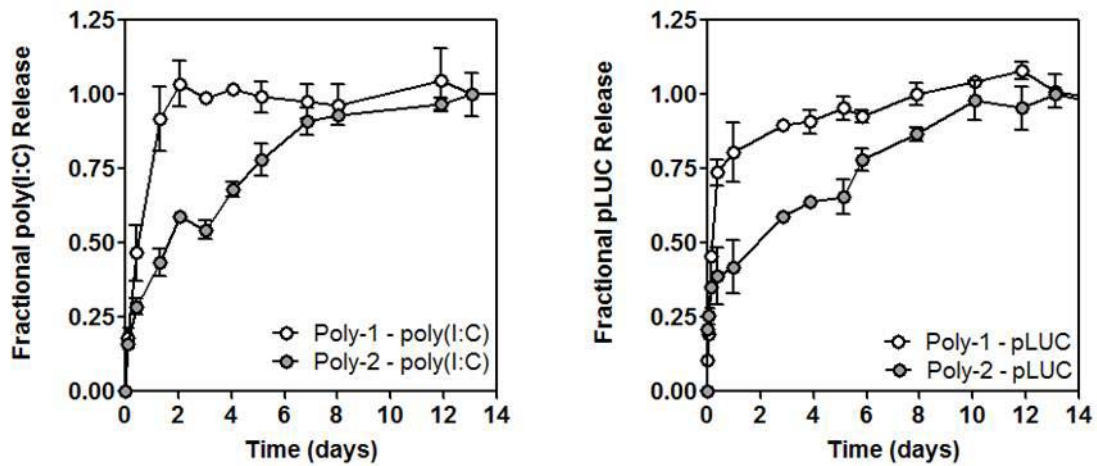 Fractional poly(I:C) Release
1.25
1.00
0.75
0.50
0.25
0.00
Poly-1 - poly(I:C)
Poly-2 - poly(I:C)
0 2 4 6 8 10 12 14
Time (days)
Fractional pLUC Release
1.25
1.00
0.75
0.50
0.25
0.00
Poly-1 - pLUC
Poly-2 - pLUC
0 2 4 6 8 10 12 14
Time (days)